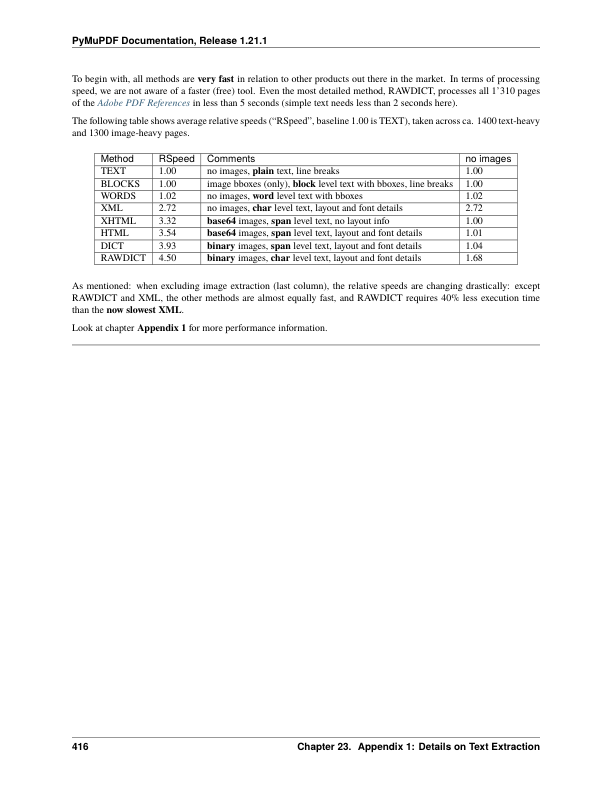 PyMuPDF Documentation, Release 1.21.1
To begin with, all methods are very fast in relation to other products out there in the market. In terms of processing
speed, we are not aware of a faster (free) tool. Even the most detailed method, RAWDICT, processes all 1’310 pages
of the Adobe PDF References in less than 5 seconds (simple text needs less than 2 seconds here).
The following table shows average relative speeds (“RSpeed”, baseline 1.00 is TEXT), taken across ca. 1400 text-heavy
and 1300 image-heavy pages.
Method RSpeed Comments no images
TEXT 1.00 no images, plain text, line breaks 1.00
BLOCKS 1.00 image bboxes (only), block level text with bboxes, line breaks 1.00
WORDS 1.02 no images, word level text with bboxes 1.02
XML 2.72 no images, char level text, layout and font details 2.72
XHTML 3.32 base64 images, span level text, no layout info 1.00
HTML 3.54 base64 images, span level text, layout and font details 1.01
DICT 3.93 binary images, span level text, layout and font details 1.04
RAWDICT 4.50 binary images, char level text, layout and font details 1.68
As mentioned: when excluding image extraction (last column), the relative speeds are changing drastically: except
RAWDICT and XML, the other methods are almost equally fast, and RAWDICT requires 40% less execution time
than the now slowest XML.
Look at chapter Appendix 1 for more performance information.
416 Chapter 23. Appendix 1: Details on Text Extraction